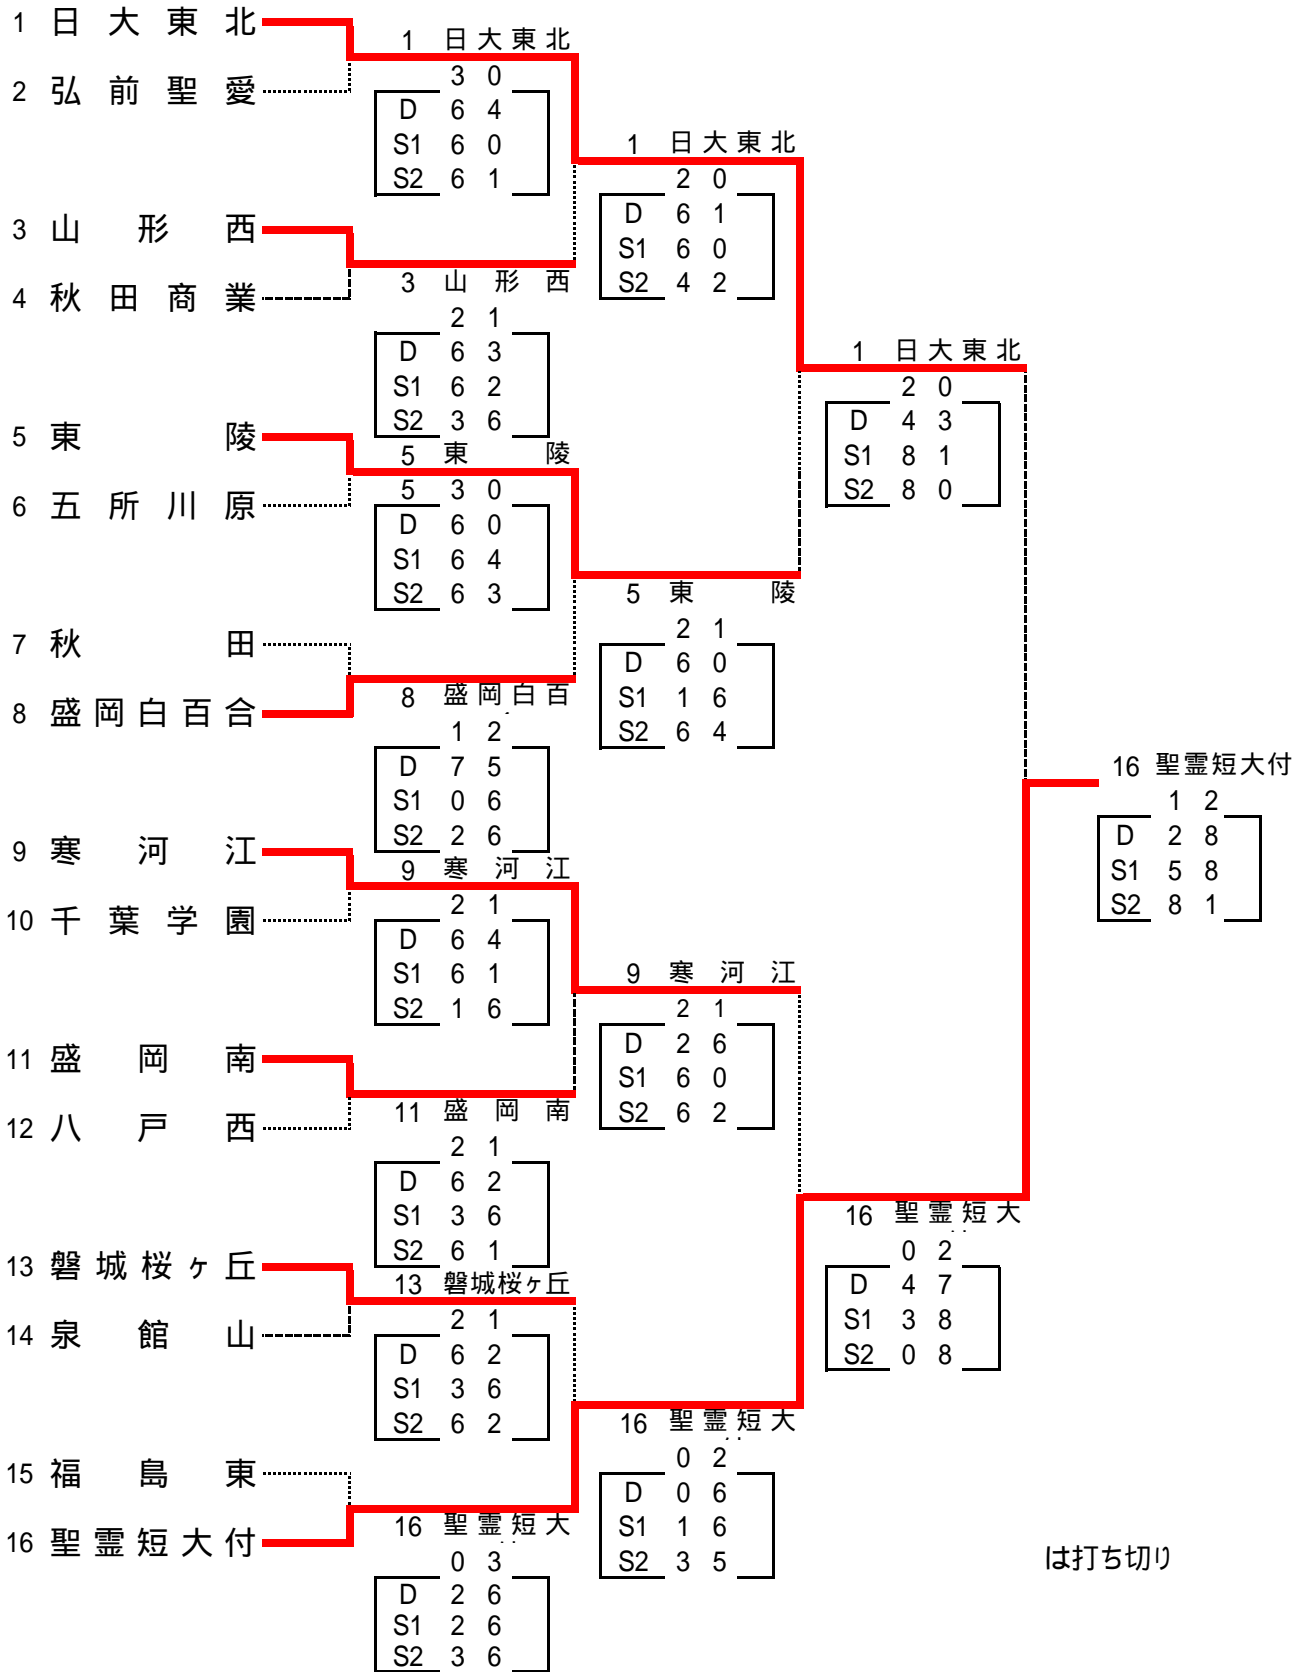 1 日大東北
2 弘前聖愛
3 山形西
4 秋田商業
5 東陵
6 五所川原
7 秋田
8 盛岡白百合
9 寒河江
10 千葉学園
11 盛岡南
12 八戸西
13 磐城桜ヶ丘
14 泉館山
15 福島東
16 聖霊短大付
1 日大東北
3 0
D 6 4
S1 6 0
S2 6 1
3 山形西
2 1
D 6 3
S1 6 2
S2 3 6
5 東陵
5 3 0
D 6 0
S1 6 4
S2 6 3
8 盛岡白百
1 2
D 7 5
S1 0 6
S2 2 6
9 寒河江
2 1
D 6 4
S1 6 1
S2 1 6
11 盛岡南
2 1
D 6 2
S1 3 6
S2 6 1
13 磐城桜ヶ丘
2 1
D 6 2
S1 3 6
S2 6 2
16 聖霊短大
0 3
D 2 6
S1 2 6
S2 3 6
1 日大東北
2 0
D 6 1
S1 6 0
S2 4 2
5 東陵
2 1
D 6 0
S1 1 6
S2 6 4
9 寒河江
2 1
D 2 6
S1 6 0
S2 6 2
16 聖霊短大
0 2
D 0 6
S1 1 6
S2 3 5
1 日大東北
2 0
D 4 3
S1 8 1
S2 8 0
16 聖霊短大
0 2
D 4 7
S1 3 8
S2 0 8
16 聖霊短大付
1 2
D 2 8
S1 5 8
S2 8 1
は打ち切り